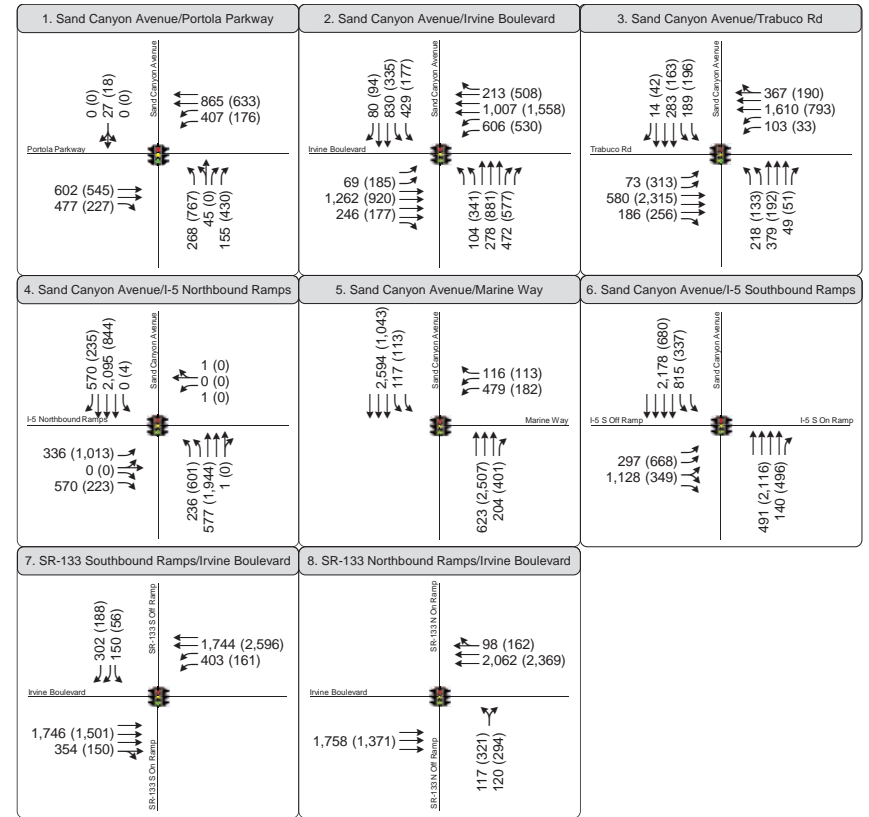 1. Sand Canyon Avenue/Portola Parkway
0 (0)
27 (18)
0 (0)
Sand Canyon Avenue
865 (633)
407 (176)
Portola Parkway
602 (545)
477 (227)
268 (767)
45 (0)
155 (430)
2. Sand Canyon Avenue/Irvine Boulevard
80 (94)
830 (335)
429 (177)
Sand Canyon Avenue
213 (508)
1,007 (1,558)
606 (530)
Irvine Boulevard
69 (185)
1,262 (920)
246 (177)
104 (341)
278 (881)
472 (577)
3. Sand Canyon Avenue/Trabuco Rd
14 (42)
283 (163)
189 (196)
Sand Canyon Avenue
367 (190)
1,610 (793)
103 (33)
Trabuco Rd
73 (313)
580 (2,315)
186 (256)
218 (133)
379 (192)
49 (51)
4. Sand Canyon Avenue/I-5 Northbound Ramps
570 (235)
2,095 (844)
0 (4)
Sand Canyon Avenue
1 (0)
0 (0)
1 (0)
I-5 Northbound Ramps
336 (1,013)
0 (0)
570 (223)
236 (601)
577 (1,944)
1 (0)
5. Sand Canyon Avenue/Marine Way
2,594 (1,043)
117 (113)
Sand Canyon Avenue
116 (113)
479 (182)
Marine Way
623 (2,507)
204 (401)
6. Sand Canyon Avenue/I-5 Southbound Ramps
2,178 (680)
815 (337)
Sand Canyon Avenue
I-5 S Off Ramp
I-5 S On Ramp
297 (668)
1,128 (349)
491 (2,116)
140 (496)
7. SR-133 Southbound Ramps/Irvine Boulevard
302 (188)
150 (56)
SR-133 S Off Ramp
1,744 (2,596)
403 (161)
Irvine Boulevard
1,746 (1,501)
354 (150)
SR-133 S On Ramp
8. SR-133 Northbound Ramps/Irvine Boulevard
SR-133 N On Ramp
98 (162)
2,062 (2,369)
Irvine Boulevard
1,758 (1,371)
SR-133 N Off Ramp
117 (321)
120 (294)